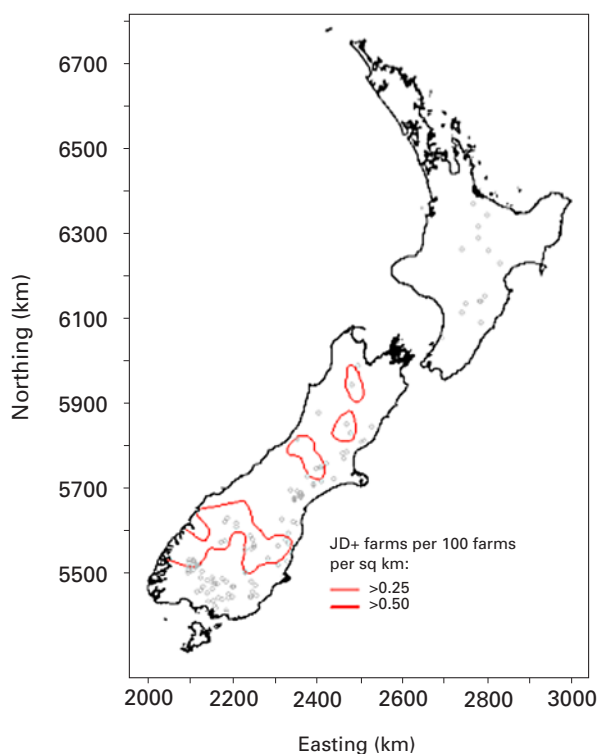 6700
6500
6300
6100
5900
5700
5500
Northing (km)
JD+ farms per 100 farms
per sq km:
>0.25
>0.50
2000 2200 2400 2600 2800 3000
Easting (km)